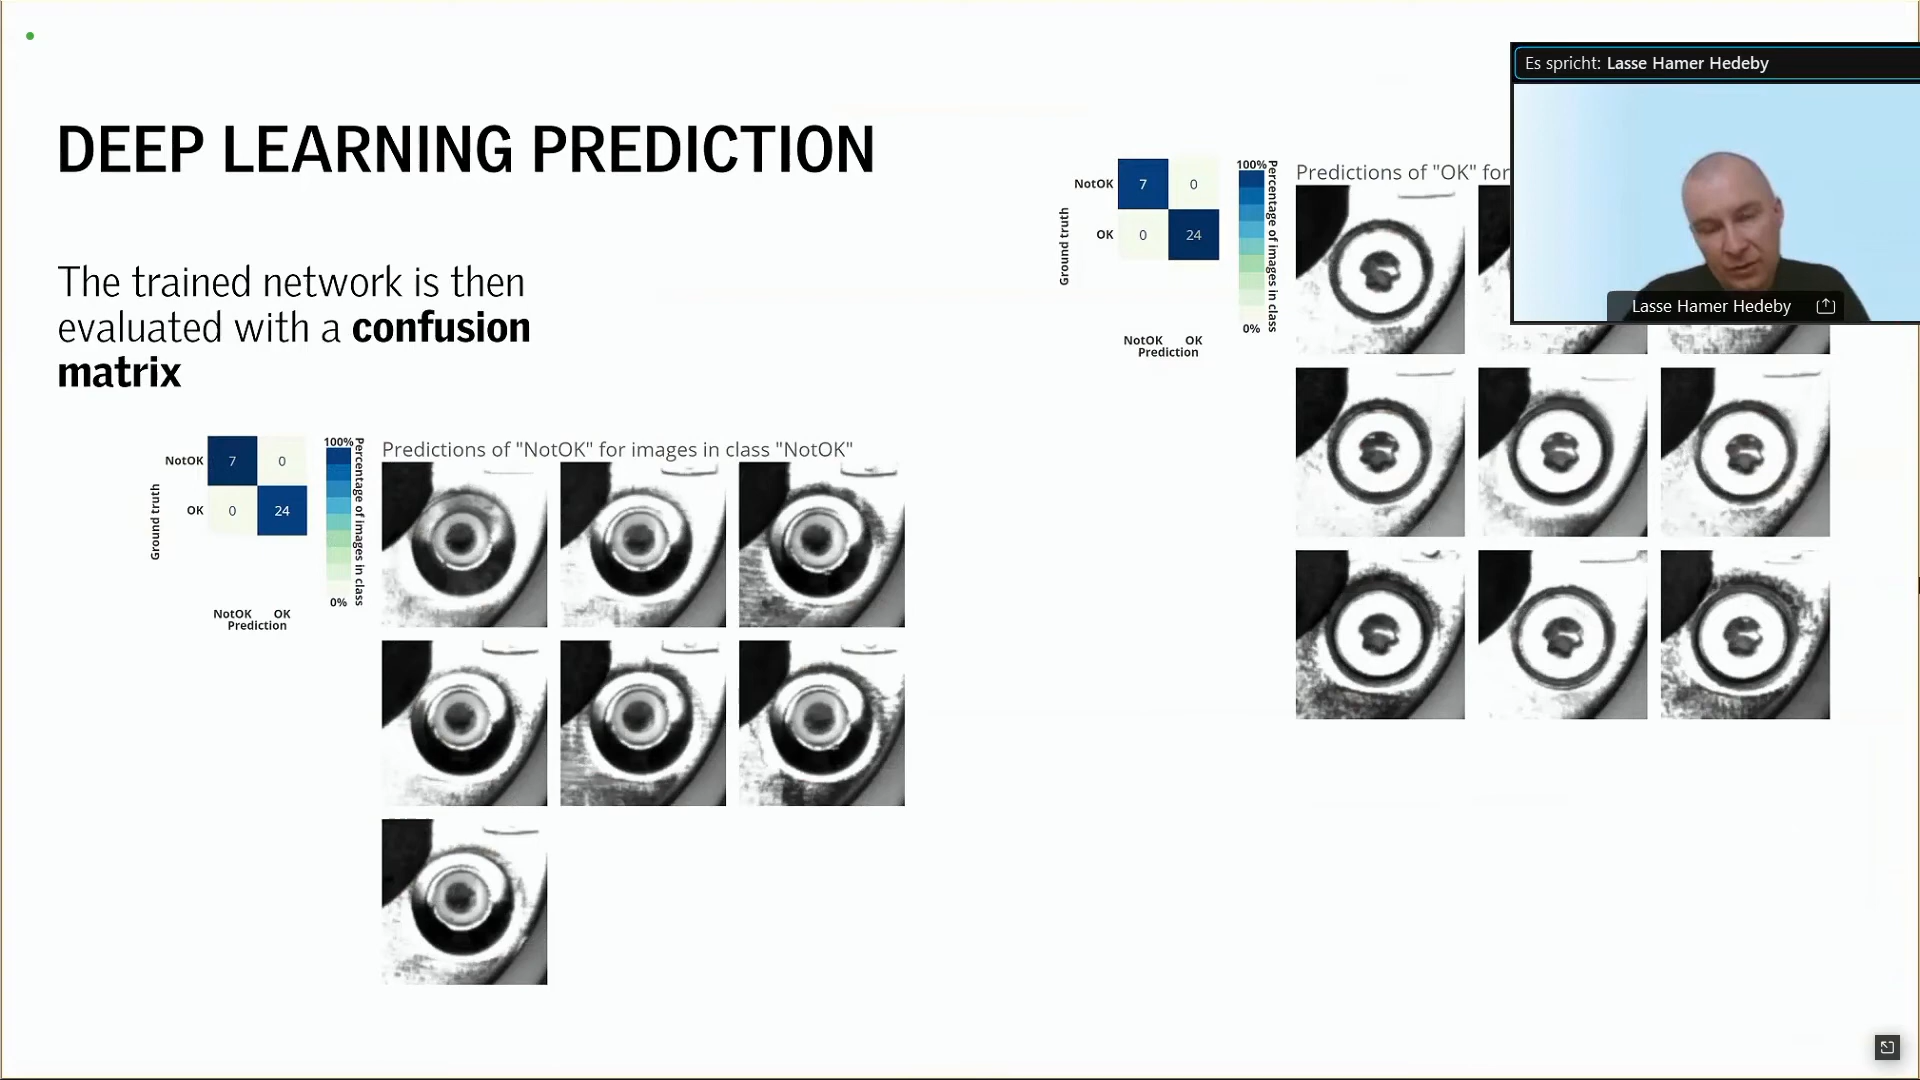 DEEP LEARNING PREDICTION
The trained network is then
evaluated with a confusion
matrix
NotOK
7
0
OK
0
24
Ground truth
NotOK
OK
Prediction
100%
Percentage of images in class
0%
Predictions of "NotOK" for images in class "NotOK"
NotOK
7
0
OK
0
24
Ground truth
NotOK
OK
Prediction
100%
Percentage of images in class
0%
Predictions of "OK" for
Es spricht: Lasse Hamer Hedeby
Lasse Hamer Hedeby